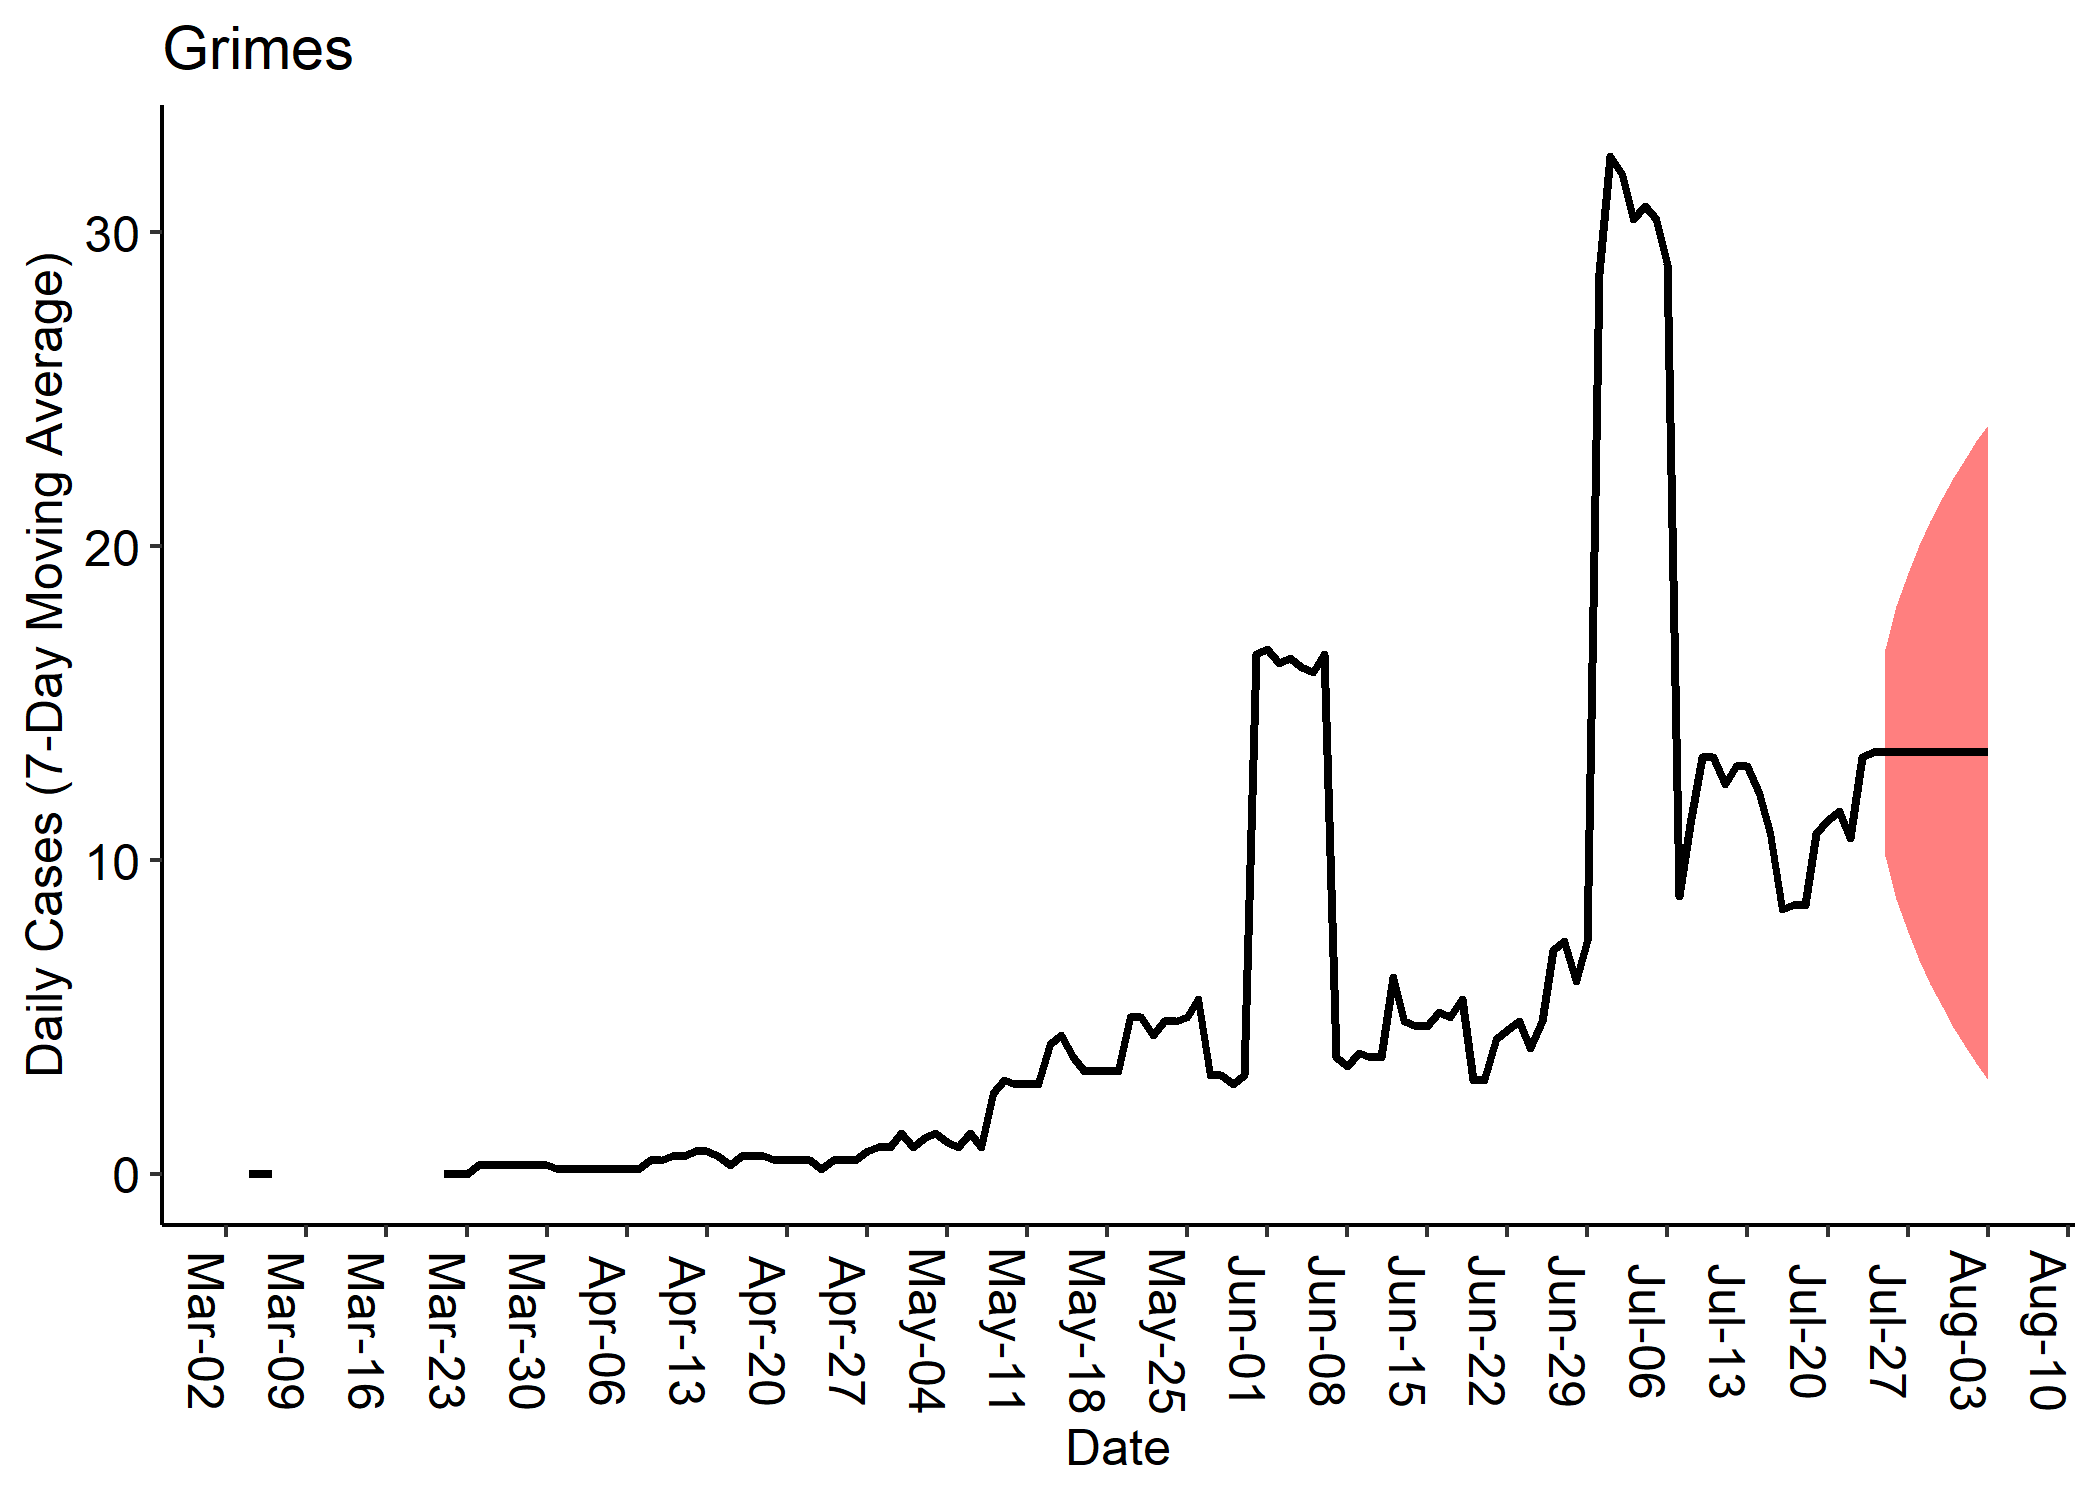 Grimes
Daily Cases (7-Day Moving Average)
30
20
10
0
Mar-02
Mar-09
Mar-16
Mar-23
Mar-30
Apr-06
Apr-13
Apr-20
Apr-27
May-04
May-11
May-18
May-25
Jun-01
Jun-08
Jun-15
Jun-22
Jun-29
Jul-06
Jul-13
Jul-20
Jul-27
Aug-03
Aug-10
Date